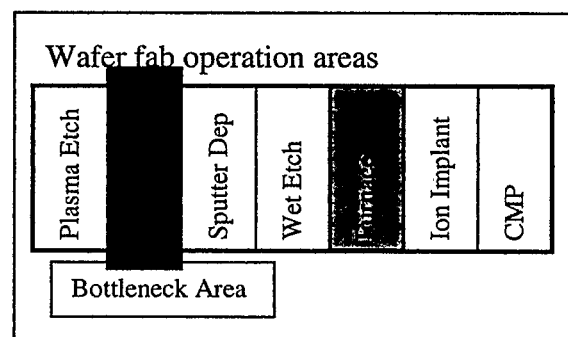 Wafer fab operation areas
Plasma Etch
Sputter Dep
Wet Etch
Furnace
Ion Implant
CMP
Bottleneck Area